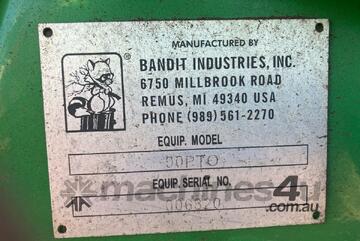 MANUFACTURED BY
BANDIT INDUSTRIES, INC.
6750 MILLBROOK ROAD
REMUS, MI 49340 USA
PHONE (989) 561-2270
EQUIP. MODEL
90PTO
EQUIP. SERIAL NO.
006320
machines4u
.com.au